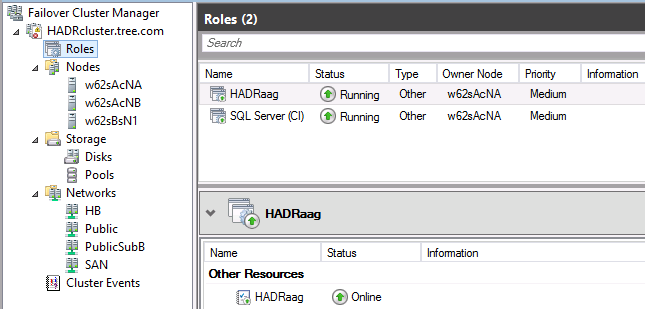 Failover Cluster Manager
HADRcluster.tree.com
Roles
Nodes
w62sAcNA
w62sAcNB
w62sBsN1
Storage
Disks
Pools
Networks
HB
Public
PublicSubB
SAN
Cluster Events
Roles (2)
Search
Name Status Type Owner Node Priority Information
HADRaag Running Other w62sAcNA Medium
SQL Server (CI) Running Other w62sAcNA Medium
HADRaag
Name Status Information
Other Resources
HADRaag Online